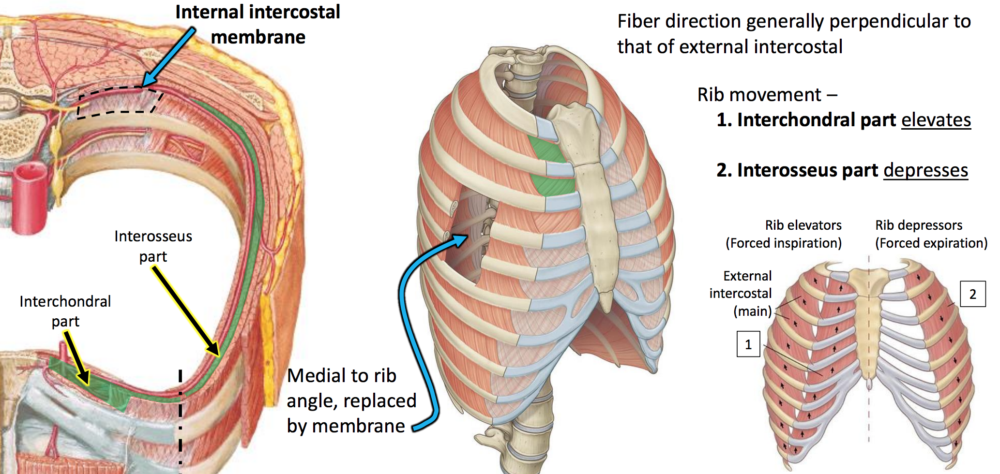 Internal intercostal
membrane
Interosseus
part
Interchondral
part
Medial to rib
angle, replaced
by membrane
Fiber direction generally perpendicular to
that of external intercostal
Rib movement –
1. Interchondral part elevates
2. Interosseus part depresses
Rib elevators
(Forced inspiration)
Rib depressors
(Forced expiration)
External
intercostal
(main)
1
2